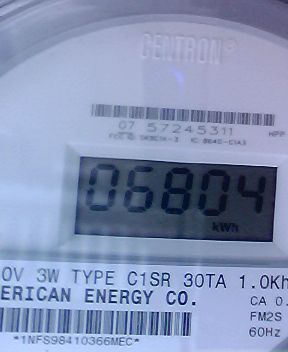 CENTRON®
07 57245311
HPP
06804
kWh
0V 3W TYPE C1SR 30TA 1.0Kh
ERICAN ENERGY CO.
CA 0.
FM2S
60Hz
*1NFS98410366MEC*